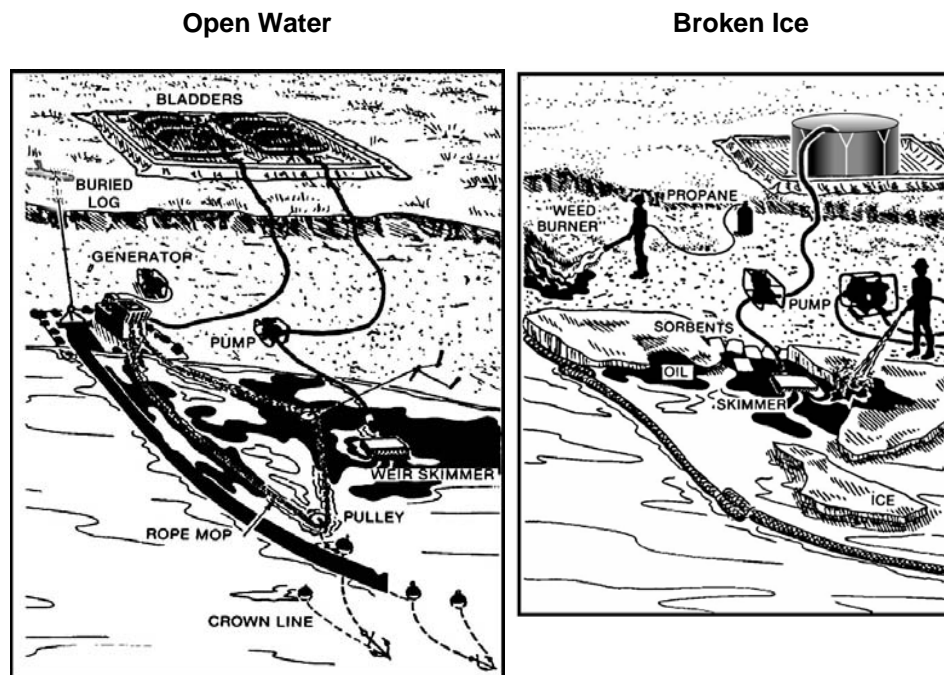 Open Water
Broken Ice
BLADDERS
BURIED
LOG
GENERATOR
PUMP
WEIR SKIMMER
PULLEY
ROPE MOP
CROWN LINE
PROPANE
WEED
BURNER
PUMP
SORBENTS
OIL
SKIMMER
ICE